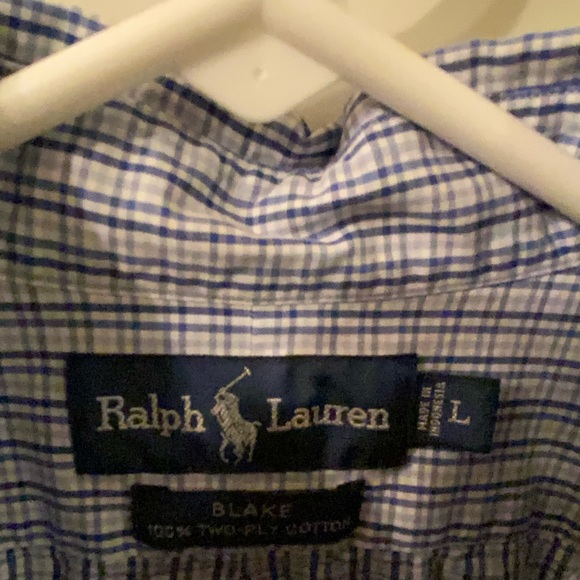 Ralph Lauren
MADE IN
INDONESIA
L
BLAKE
100% TWO-PLY COTTON